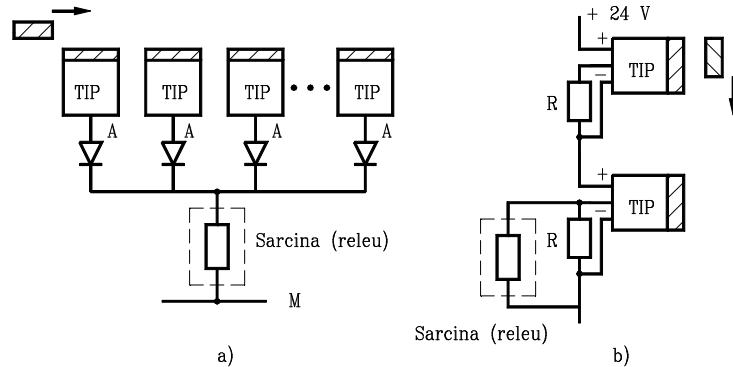 + 24 V
+
TIP
–
R
TIP TIP TIP TIP
A A A A
+
TIP
–
R
Sarcina (releu)
M
Sarcina (releu)
a)
b)